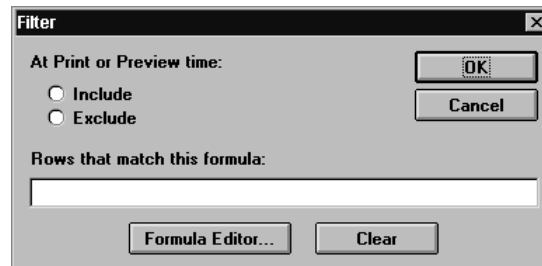 Filter
At Print or Preview time:
OK
Include
Cancel
Exclude
Rows that match this formula:
Formula Editor...
Clear